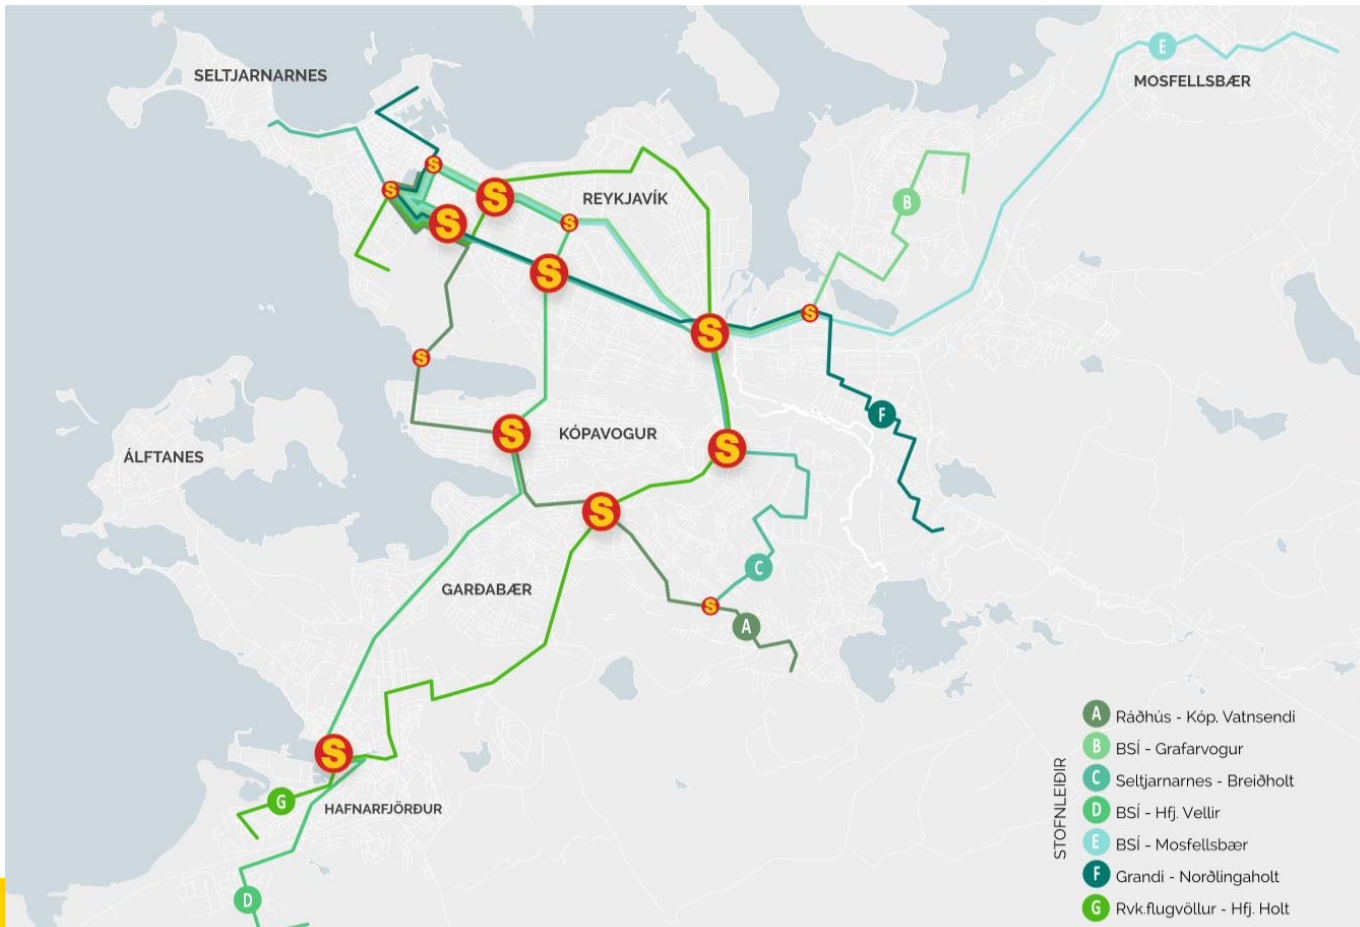 SELTJARNARNES
E
MOSFELLSBÆR
S
S
S
REYKJAVÍK
B
S
S
S
S
S
S
F
S
KÓPAVOGUR
S
ÁLFTANES
S
C
GARÐABÆR
S
A
S
G
HAFNARFJÖRÐUR
D
STOFNLEIÐIR
A Ráðhús - Kóp. Vatnsendi
B BSÍ - Grafarvogur
C Seltjarnarnes - Breiðholt
D BSÍ - Hfj. Vellir
E BSÍ - Mosfellsbær
F Grandi - Norðlingaholt
G Rvk.flugvöllur - Hfj. Holt